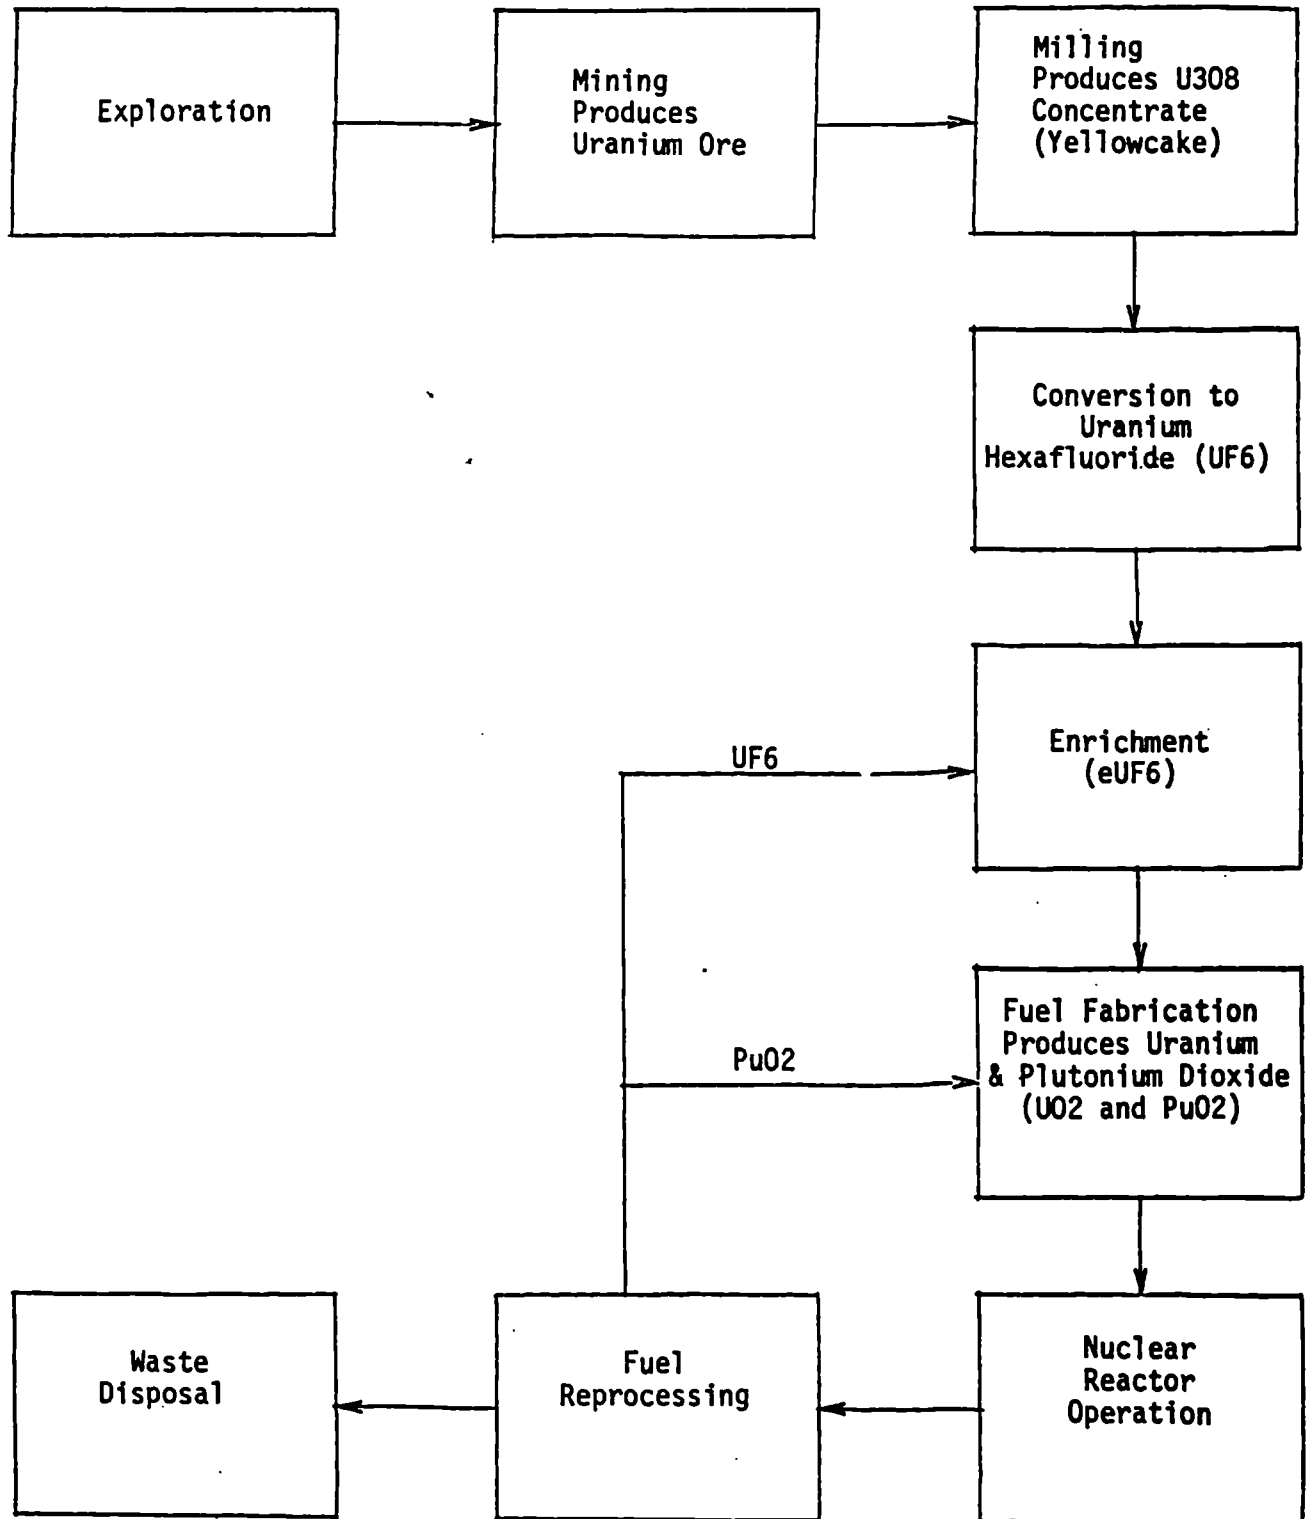 Exploration
Mining
Produces
Uranium Ore
Milling
Produces U308
Concentrate
(Yellowcake)
Conversion to
Uranium
Hexafluoride (UF6)
Enrichment
(eUF6)
UF6
Fuel Fabrication
Produces Uranium
& Plutonium Dioxide
(UO2 and PuO2)
PuO2
Nuclear
Reactor
Operation
Fuel
Reprocessing
Waste
Disposal